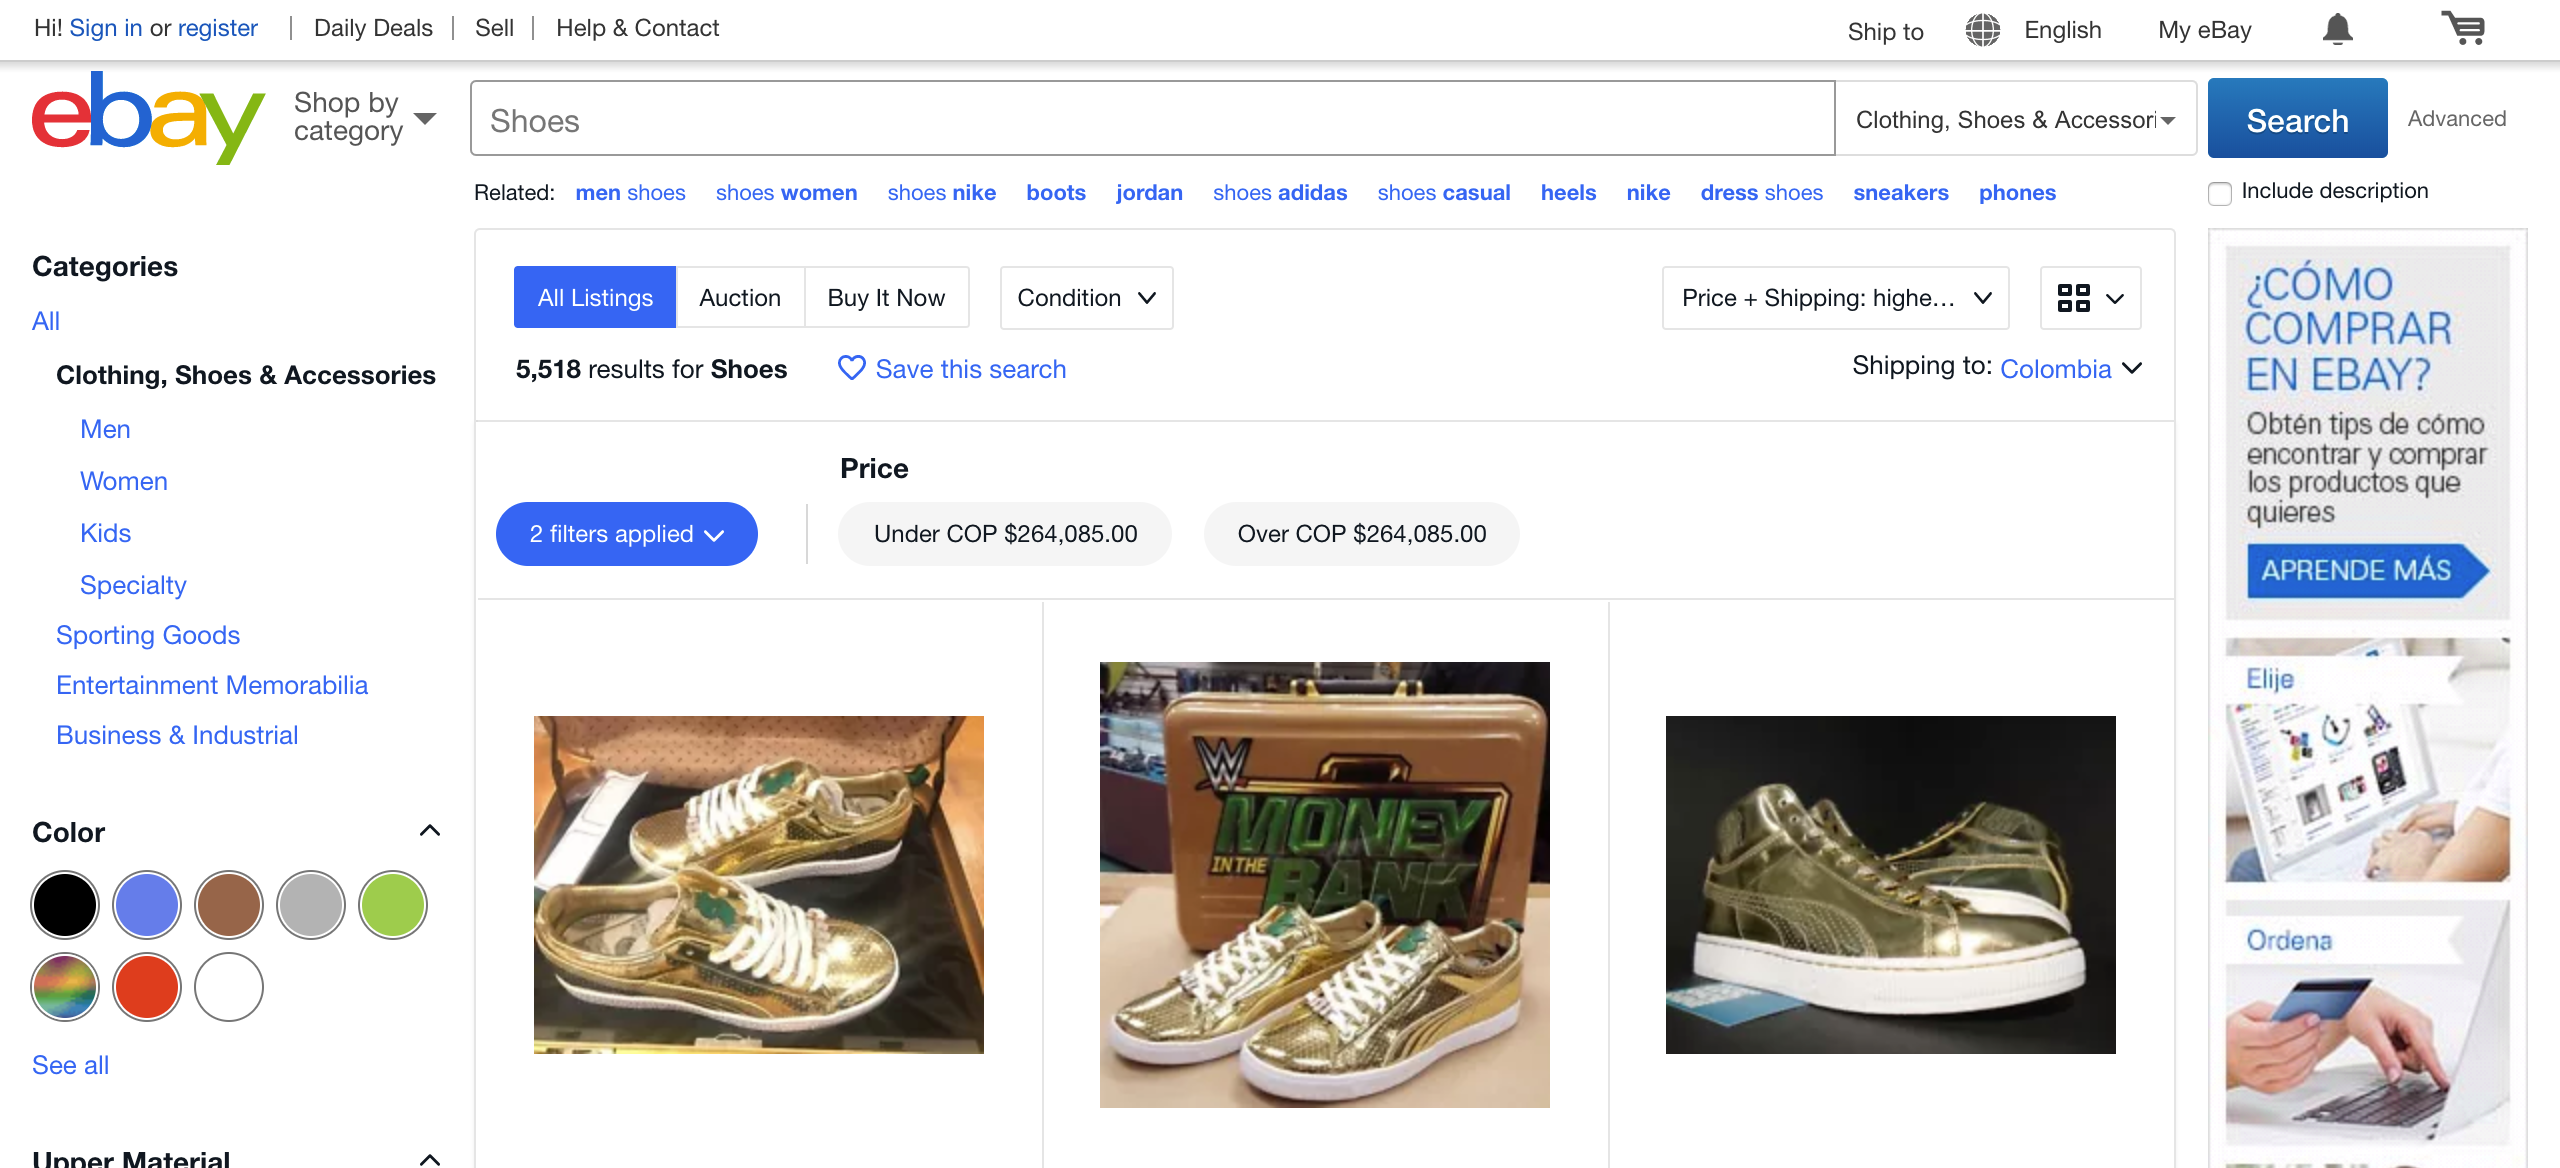 Hi! Sign in or register
Daily Deals
Sell
Help & Contact
Ship to
English
My eBay
ebay
Shop by
category
Shoes
Clothing, Shoes & Accessori
Search
Advanced
Related: men shoes shoes women shoes nike boots jordan shoes adidas shoes casual heels nike dress shoes sneakers phones
Include description
Categories
All
Clothing, Shoes & Accessories
Men
Women
Kids
Specialty
Sporting Goods
Entertainment Memorabilia
Business & Industrial
Color
See all
Upper Material
All Listings
Auction
Buy It Now
Condition
Price + Shipping: highe...
5,518 results for Shoes
Save this search
Shipping to: Colombia
Price
2 filters applied
Under COP $264,085.00
Over COP $264,085.00
W
MONEY
IN THE
BANK
¿CÓMO
COMPRAR
EN EBAY?
Obtén tips de cómo
encontrar y comprar
los productos que
quieres
APRENDE MÁS
Elije
Ordena